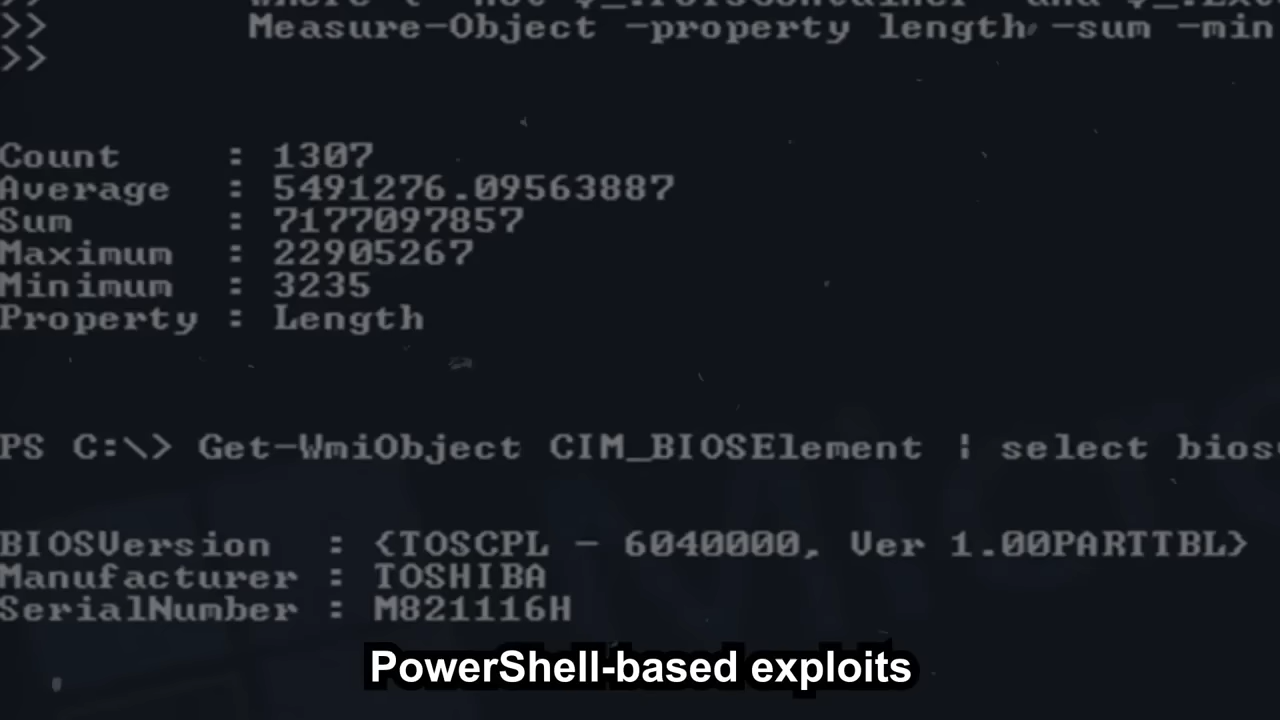 >>
>> Measure-Object -property length -sum -min
>>
Count : 1307
Average : 5491276.09563887
Sum : 7177097857
Maximum : 22905267
Minimum : 3235
Property : Length
PS C:\> Get-WmiObject CIM_BIOSElement | select bios
BIOSVersion : {TOSCPL - 6040000, Ver 1.00PARTTBL}
Manufacturer : TOSHIBA
SerialNumber : M821116H
PowerShell-based exploits